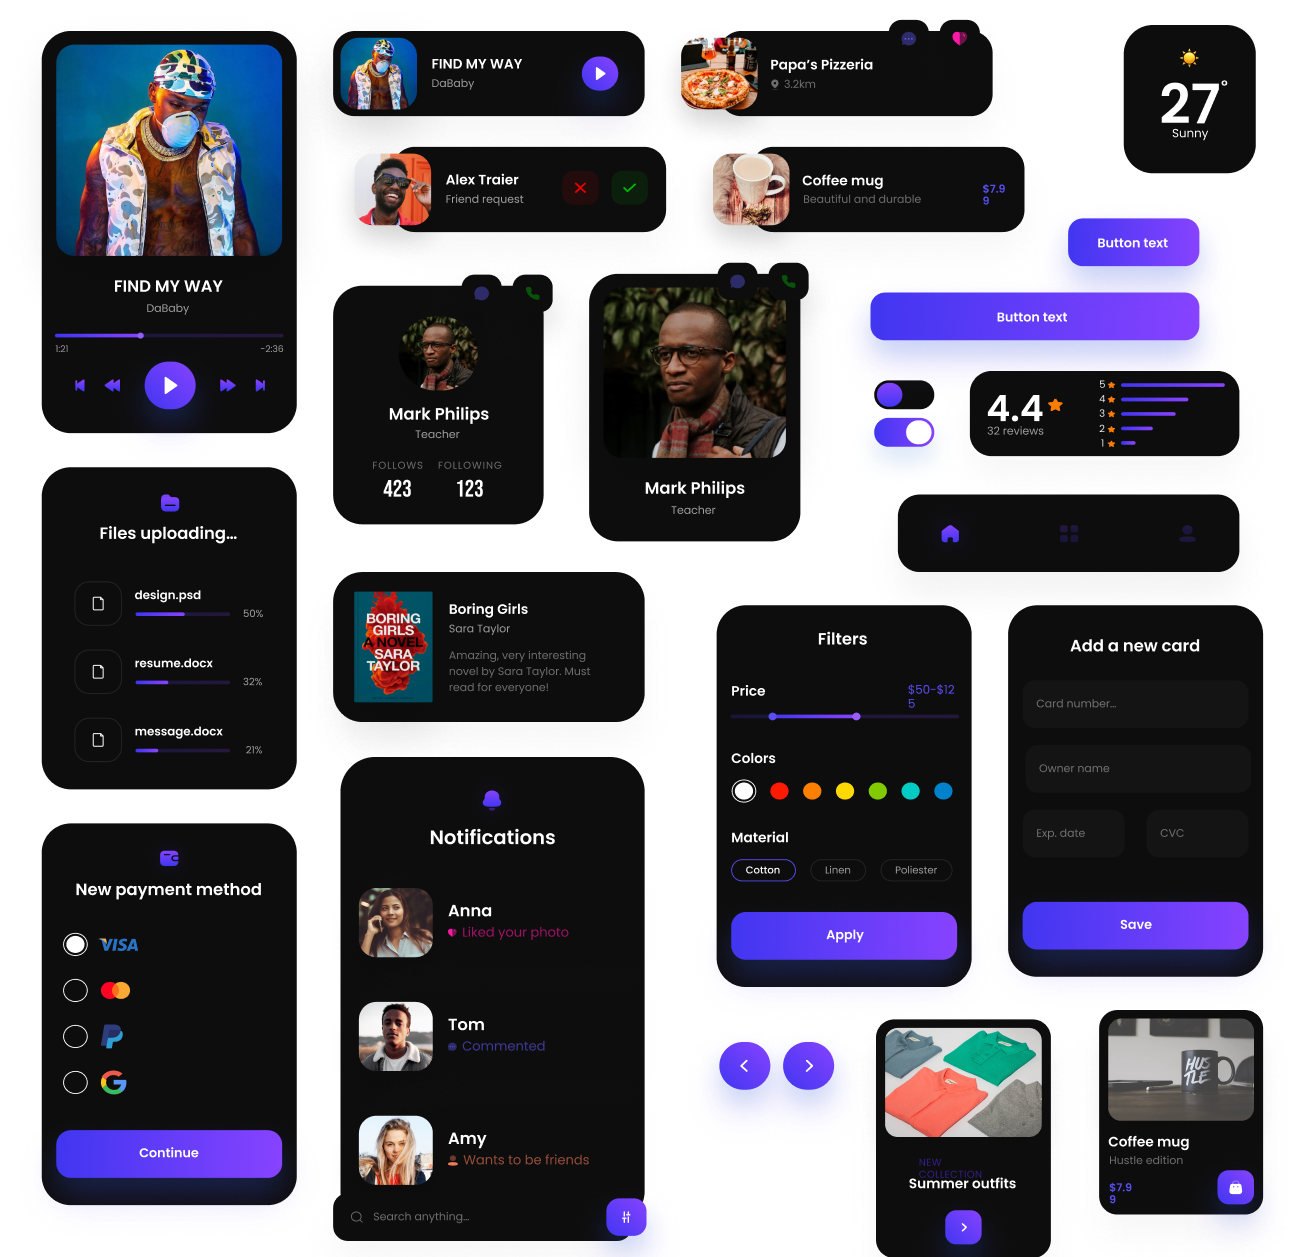 FIND MY WAY
DaBaby
1:21
-2:36
FIND MY WAY
DaBaby
Papa's Pizzeria
3.2km
27°
Sunny
Alex Traier
Friend request
Coffee mug
Beautiful and durable
$7.9
9
Button text
Button text
Mark Philips
Teacher
FOLLOWS
FOLLOWING
423
123
Mark Philips
Teacher
4.4
32 reviews
5
4
3
2
1
Files uploading...
design.psd
50%
resume.docx
32%
message.docx
21%
BORING
GIRLS
A NOVEL
SARA
TAYLOR
Boring Girls
Sara Taylor
Amazing, very interesting
novel by Sara Taylor. Must
read for everyone!
Filters
Price
$50-$12
5
Colors
Material
Cotton
Linen
Poliester
Apply
Add a new card
Card number...
Owner name
Exp. date
CVC
Save
New payment method
VISA
Continue
Notifications
Anna
Liked your photo
Tom
Commented
Amy
Wants to be friends
Search anything...
NEW
COLLECTION
Summer outfits
HUS
TLE
Coffee mug
Hustle edition
$7.9
9